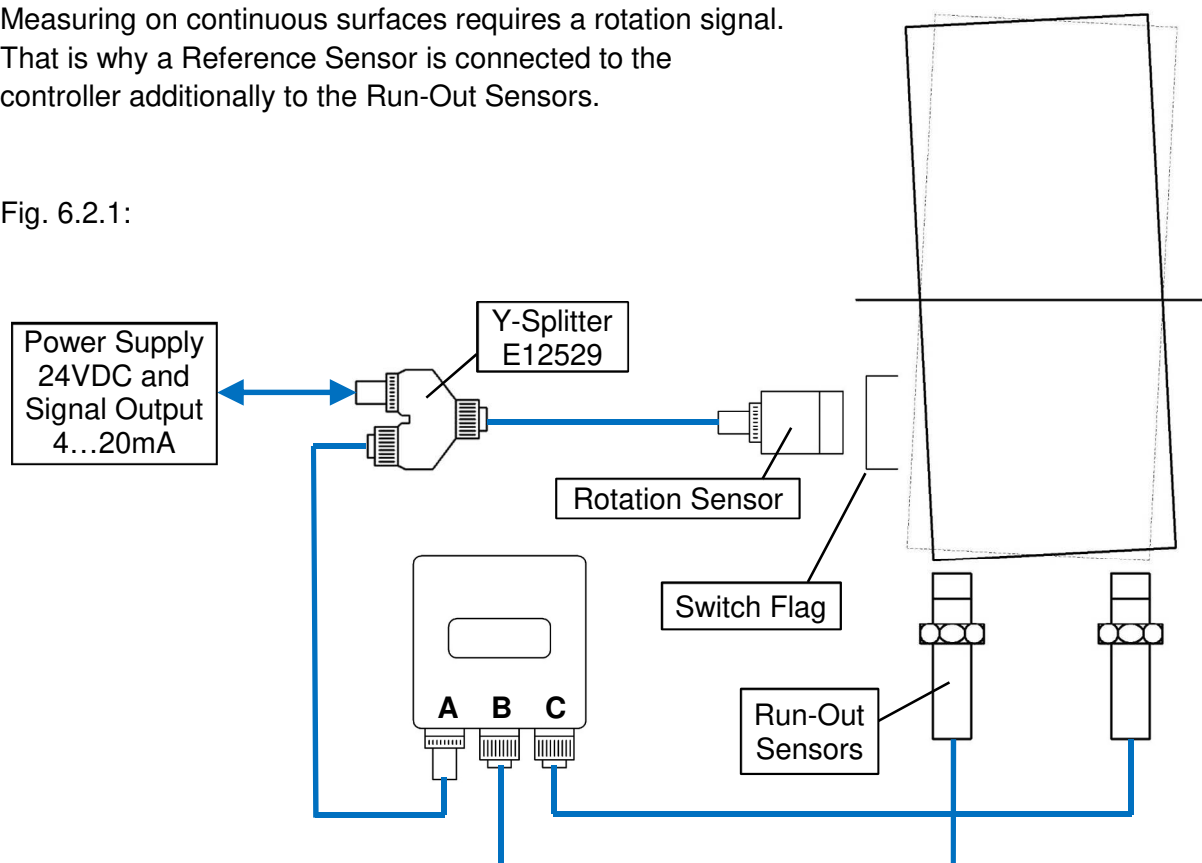 Measuring on continuous surfaces requires a rotation signal.
That is why a Reference Sensor is connected to the
controller additionally to the Run-Out Sensors.
Fig. 6.2.1:
Power Supply
24VDC and
Signal Output
4…20mA
Y-Splitter
E12529
Rotation Sensor
Switch Flag
A B C
Run-Out
Sensors